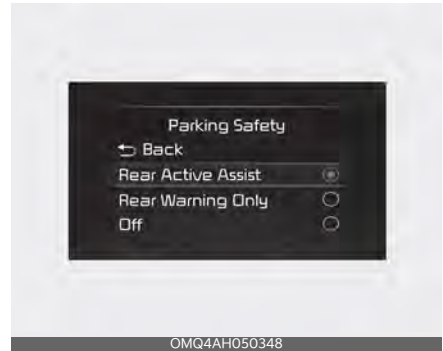 Parking Safety
Back
Rear Active Assist
Rear Warning Only
Off
OMQ4AH050348